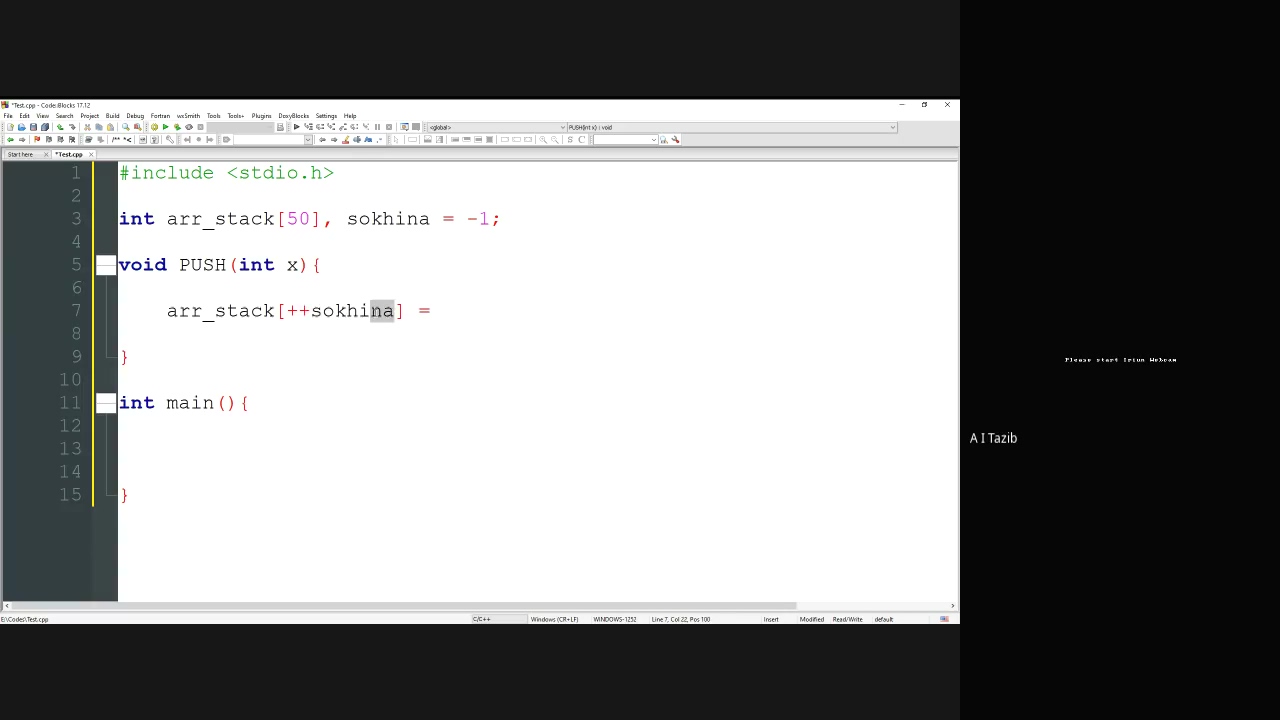 *Test.cpp - Code::Blocks 17.12
File Edit View Search Project Build Debug Fortran wxSmith Tools Tools+ Plugins DoxyBlocks Settings Help
<global> PUSH(int x) : void
Start here *Test.cpp
1 #include <stdio.h>
2
3 int arr_stack[50], sokhina = -1;
4
5 void PUSH(int x){
6
7 arr_stack[++sokhina] =
8
9 }
10
11 int main(){
12
13
14
15 }
E:\Codes\Test.cpp C/C++ Windows (CR+LF) WINDOWS-1252 Line 7, Col 22, Pos 100 Insert Modified Read/Write default
Please start Iriun Webcam
A I Tazib